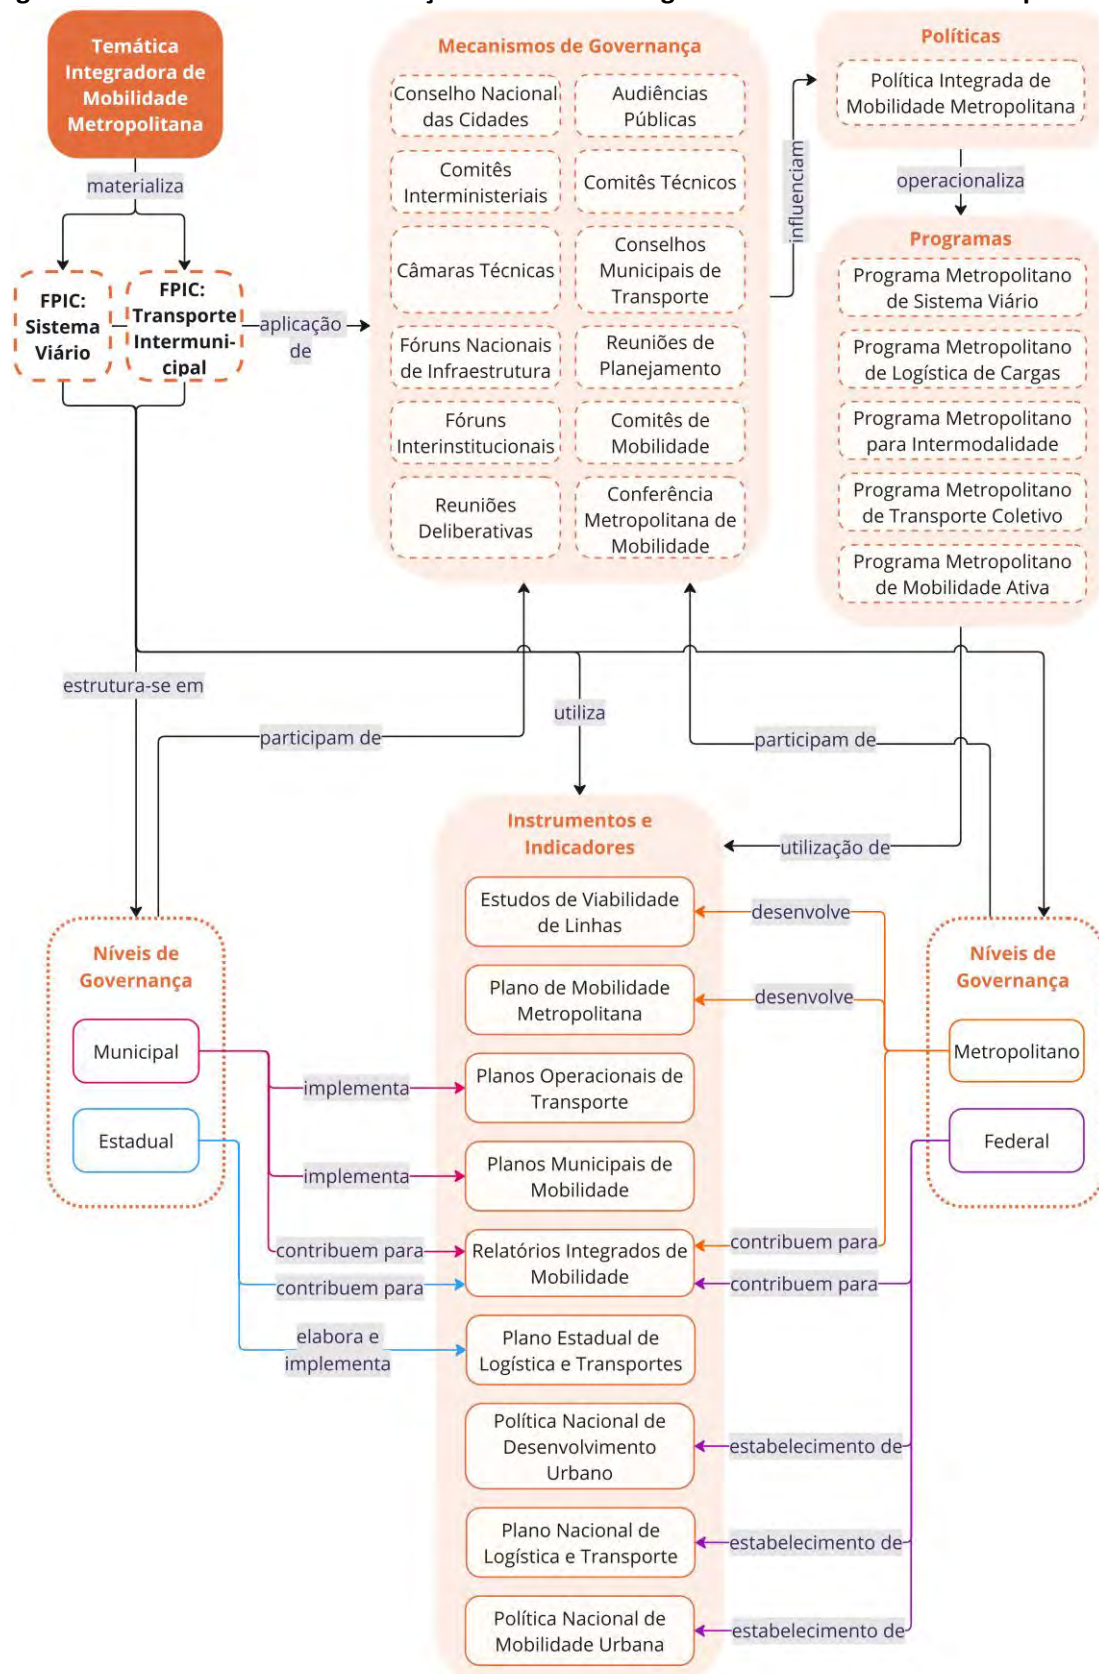 Temática
Integradora de
Mobilidade
Metropolitana
materializa
FPIC:
Sistema
Viário
FPIC:
Transporte
Intermuni-
cipal
aplicação
de
Mecanismos de Governança
Conselho Nacional
das Cidades
Audiências
Públicas
Comitês
Interministeriais
Comitês Técnicos
Câmaras Técnicas
Conselhos
Municipais de
Transporte
Fóruns Nacionais
de Infraestrutura
Reuniões de
Planejamento
Fóruns
Interinstitucionais
Comitês de
Mobilidade
Reuniões
Deliberativas
Conferência
Metropolitana de
Mobilidade
influenciam
Políticas
Política Integrada de
Mobilidade Metropolitana
operacionaliza
Programas
Programa Metropolitano
de Sistema Viário
Programa Metropolitano
de Logística de Cargas
Programa Metropolitano
para Intermodalidade
Programa Metropolitano
de Transporte Coletivo
Programa Metropolitano
de Mobilidade Ativa
estrutura-se em
participam de
utiliza
participam de
utilização de
Níveis de
Governança
Municipal
Estadual
implementa
implementa
contribuem para
contribuem para
elabora e
implementa
Instrumentos e
Indicadores
Estudos de Viabilidade
de Linhas
Plano de Mobilidade
Metropolitana
Planos Operacionais de
Transporte
Planos Municipais de
Mobilidade
Relatórios Integrados de
Mobilidade
Plano Estadual de
Logística e Transportes
Política Nacional de
Desenvolvimento
Urbano
Plano Nacional de
Logística e Transporte
Política Nacional de
Mobilidade Urbana
desenvolve
desenvolve
contribuem para
contribuem para
estabelecimento de
estabelecimento de
estabelecimento de
Níveis de
Governança
Metropolitano
Federal